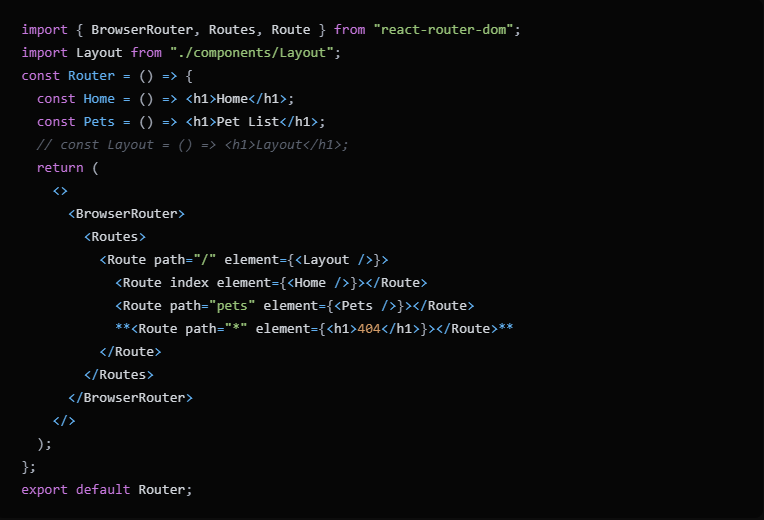 import { BrowserRouter, Routes, Route } from "react-router-dom";
import Layout from "./components/Layout";
const Router = () => {
  const Home = () => <h1>Home</h1>;
  const Pets = () => <h1>Pet List</h1>;
  // const Layout = () => <h1>Layout</h1>;
  return (
    <>
      <BrowserRouter>
        <Routes>
          <Route path="/" element={<Layout />}>
            <Route index element={<Home />}></Route>
            <Route path="pets" element={<Pets />}></Route>
            **<Route path="*" element={<h1>404</h1>}></Route>**
          </Route>
        </Routes>
      </BrowserRouter>
    </>
  );
};
export default Router;